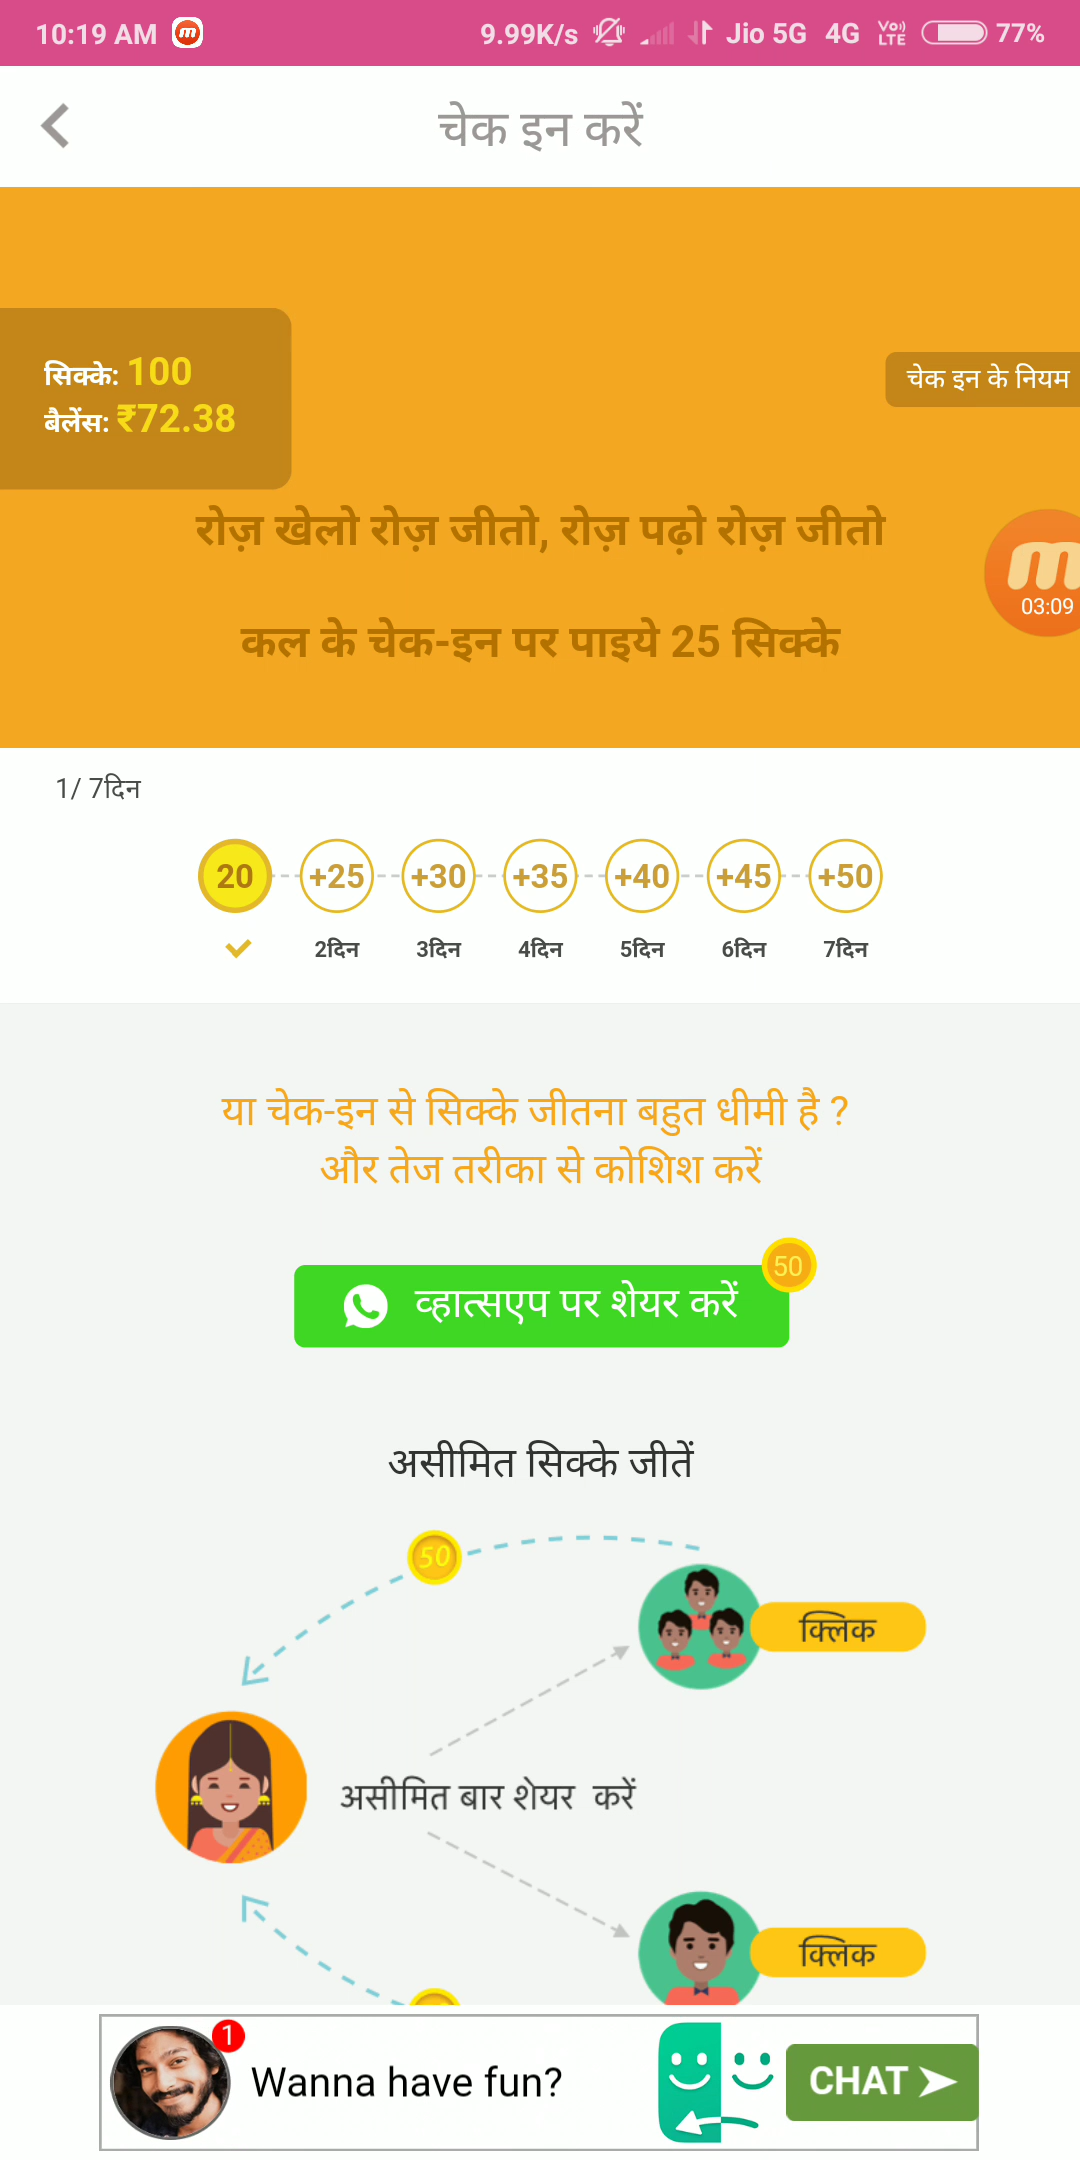 10:19 AM m 9.99K/s Jio 5G 4G Vo)) LTE 77%
चेक इन करें
सिक्के: 100
चेक इन के नियम
बैलेंस: ₹72.38
रोज़ खेलो रोज़ जीतो, रोज़ पढ़ो रोज़ जीतो
m
03:09
कल के चेक-इन पर पाइये 25 सिक्के
1/ 7दिन
20 +25 +30 +35 +40 +45 +50
2दिन 3दिन 4दिन 5दिन 6दिन 7दिन
या चेक-इन से सिक्के जीतना बहुत धीमी है ?
और तेज तरीका से कोशिश करें
50
व्हात्सएप पर शेयर करें
असीमित सिक्के जीतें
50
क्लिक
असीमित बार शेयर करें
क्लिक
1
Wanna have fun? CHAT